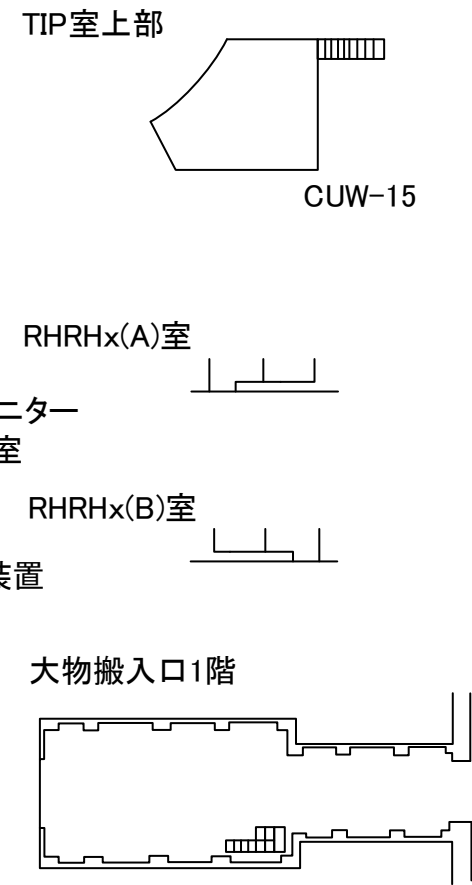 TIP室上部
CUW-15
RHRHx(A)室
ニター
室
RHRHx(B)室
装置
大物搬入口1階